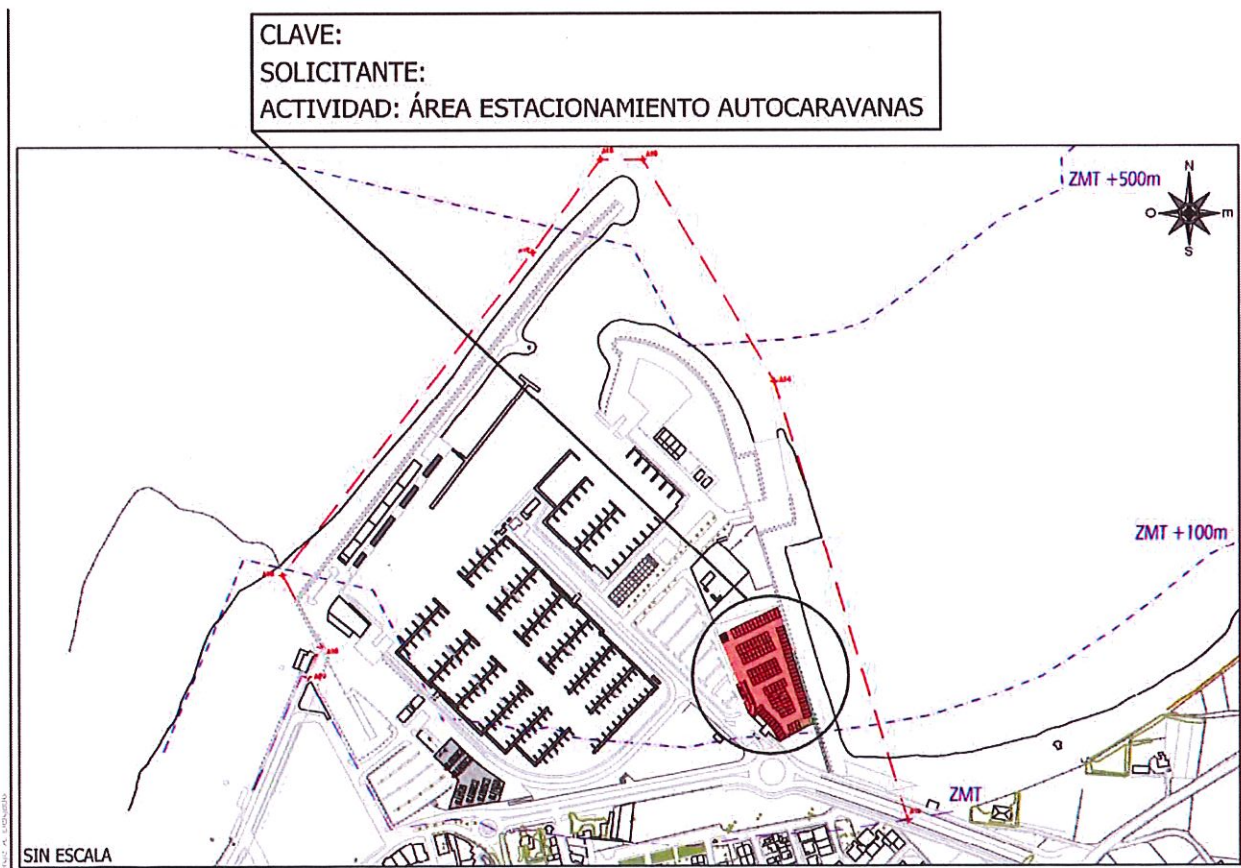 CLAVE:
SOLICITANTE:
ACTIVIDAD: ÁREA ESTACIONAMIENTO AUTOCARAVANAS
ZMT +500m
N
O
E
S
ZMT +100m
ZMT
SIN ESCALA